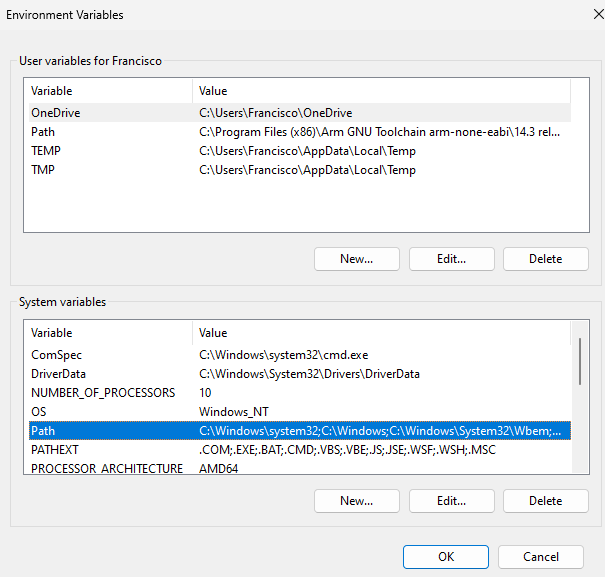 Environment Variables
User variables for Francisco
Variable Value
OneDrive C:\Users\Francisco\OneDrive
Path C:\Program Files (x86)\Arm GNU Toolchain arm-none-eabi\14.3 rel...
TEMP C:\Users\Francisco\AppData\Local\Temp
TMP C:\Users\Francisco\AppData\Local\Temp
New... Edit... Delete
System variables
Variable Value
ComSpec C:\Windows\system32\cmd.exe
DriverData C:\Windows\System32\Drivers\DriverData
NUMBER_OF_PROCESSORS 10
OS Windows_NT
Path C:\Windows\system32;C:\Windows;C:\Windows\System32\Wbem;...
PATHEXT .COM;.EXE;.BAT;.CMD;.VBS;.VBE;.JS;.JSE;.WSF;.WSH;.MSC
PROCESSOR_ARCHITECTURE AMD64
New... Edit... Delete
OK Cancel